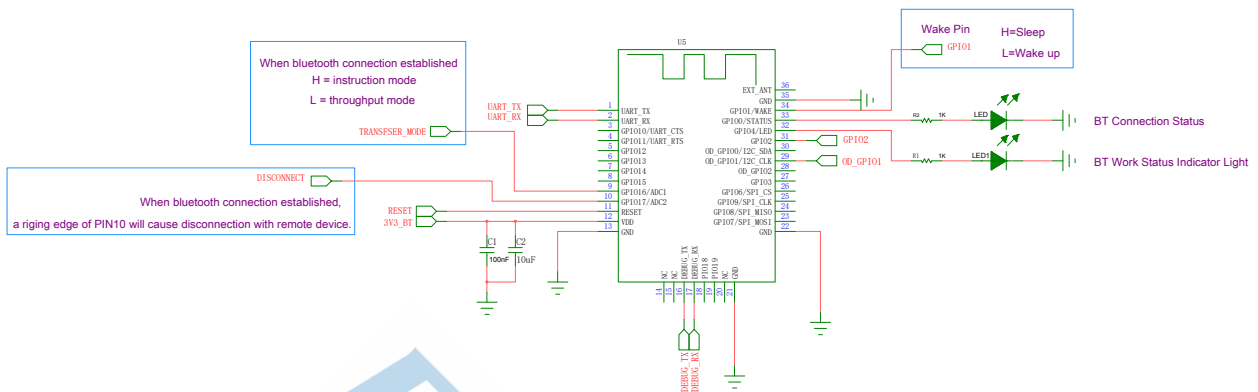 When bluetooth connection established
H = instruction mode
L = throughput mode
TRANSFSER_MODE
UART_TX
UART_RX
DISCONNECT
When bluetooth connection established,
a riging edge of PIN10 will cause disconnection with remote device.
RESET
3V3_BT
C1
100nF
C2
10uF
U5
1 UART_TX
2 UART_RX
3 GPIO10/UART_CTS
4 GPIO11/UART_RTS
5 GPIO12
6 GPIO13
7 GPIO14
8 GPIO15
9 GPIO16/ADC1
10 GPIO17/ADC2
11 RESET
12 VDD
13 GND
14 NC
15 NC
16 DEBUG_TX
17 DEBUG_RX
18 PIO18
19 PIO19
20 NC
21 GND
DEBUG_TX
DEBUG_RX
EXT_ANT 36
GND 35
GPIO1/WAKE 34
GPIO0/STATUS 33
GPIO4/LED 32
GPIO2 31
OD_GPIO0/I2C_SDA 30
OD_GPIO1/I2C_CLK 29
OD_GPIO2 28
GPIO3 27
GPIO6/SPI_CS 26
GPIO9/SPI_CLK 25
GPIO8/SPI_MISO 24
GPIO7/SPI_MOSI 23
GND 22
Wake Pin
H=Sleep
GPIO1
L=Wake up
R2 1K LED
BT Connection Status
GPIO2
R1 1K LED1
BT Work Status Indicator Light
OD_GPIO1